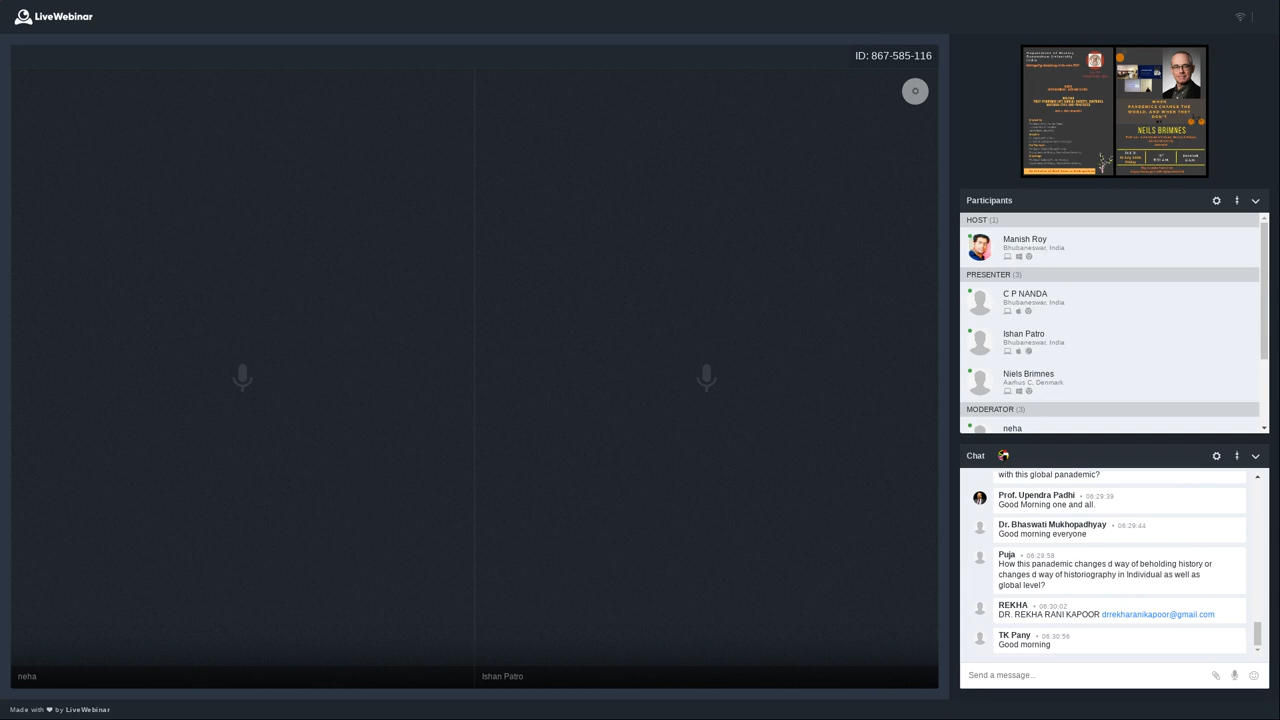 LiveWebinar
ID: 867-585-116
Department of History
WHEN
PANDEMICS CHANGE THE
WORLD, AND WHEN THEY
DON'T
NEILS BRIMNES
Participants
HOST (1)
Manish Roy
Bhubaneswar, India
PRESENTER (3)
C P NANDA
Bhubaneswar, India
Ishan Patro
Bhubaneswar, India
Niels Brimnes
Aarhus C, Denmark
MODERATOR (3)
neha
Chat
with this global panademic?
Prof. Upendra Padhi • 06:29:39
Good Morning one and all.
Dr. Bhaswati Mukhopadhyay • 06:29:44
Good morning everyone
Puja • 06:29:58
How this panademic changes d way of beholding history or
changes d way of historiography in Individual as well as
global level?
REKHA • 06:30:02
DR. REKHA RANI KAPOOR drrekharanikapoor@gmail.com
TK Pany • 06:30:56
Good morning
Send a message...
neha
Ishan Patro
Made with ❤ by LiveWebinar